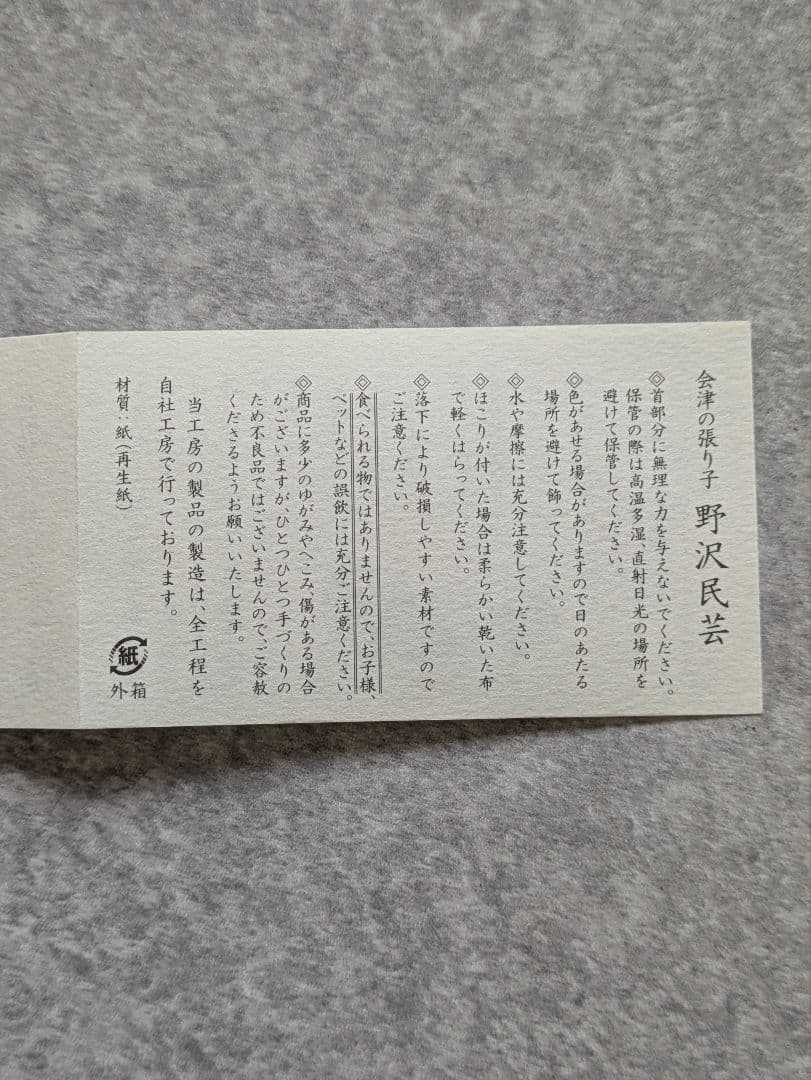 会津の張り子 野沢民芸
◈首部分に無理な力を与えないでください。
保管の際は高温多湿、直射日光の場所を
避けて保管してください。
◈色があせる場合がありますので日のあたる
場所を避けて飾ってください。
◈水や摩擦には充分注意してください。
◈ほこりが付いた場合は柔らかい乾いた布
で軽くはらってください。
◈落下により破損しやすい素材ですので
ご注意ください。
◈食べられる物ではありませんので、お子様、
ペットなどの誤飲には充分ご注意ください。
◈商品に多少のゆがみやへこみ、傷がある場合
がございますが、ひとつひとつ手づくりの
ため不良品ではございませんので、ご容赦
くださるようお願いいたします。
当工房の製品の製造は、全工程を
自社工房で行っております。
材質:紙(再生紙)
紙
外箱